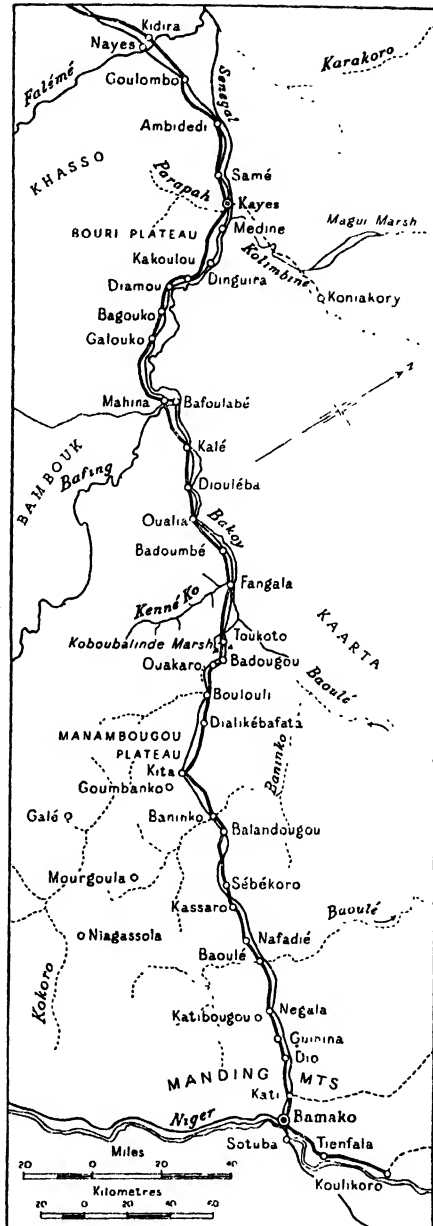 Kidira
Nayes
Falémé
Goulombo
Senegal
Karakoro
Ambidedi
KHASSO
Samé
Parapah
Kayes
BOURI PLATEAU
Medine
Magui Marsh
Kakoulou
Kolimbiné
Dinguira
Diamou
Koniakory
Bagouko
Galouko
Mahina
Bafoulabé
BAMBOUK
Bafing
Kalé
Diouléba
Oualia
Bakoy
Badoumbé
Fangala
Kenné Ko
KAARTA
Toukoto
Koboubalinde Marsh
Badougou
Ouakaro
Baoulé
Boulouli
Dialikébafata
MANAMBOUGOU
PLATEAU
Baninko
Kita
Goumbanko
Galé
Baninko
Balandougou
Mourgoula
Sébékoro
Kassaro
Baoulé
Niagassola
Nafadié
Baoulé
Kokoro
Negala
Katibougou
Guinina
Dio
MANDING MTS
Kati
Niger
Bamako
Sotuba
Tienfala
Koulikoro
Miles
20 0 20 40
Kilometres
20 0 20 40 60